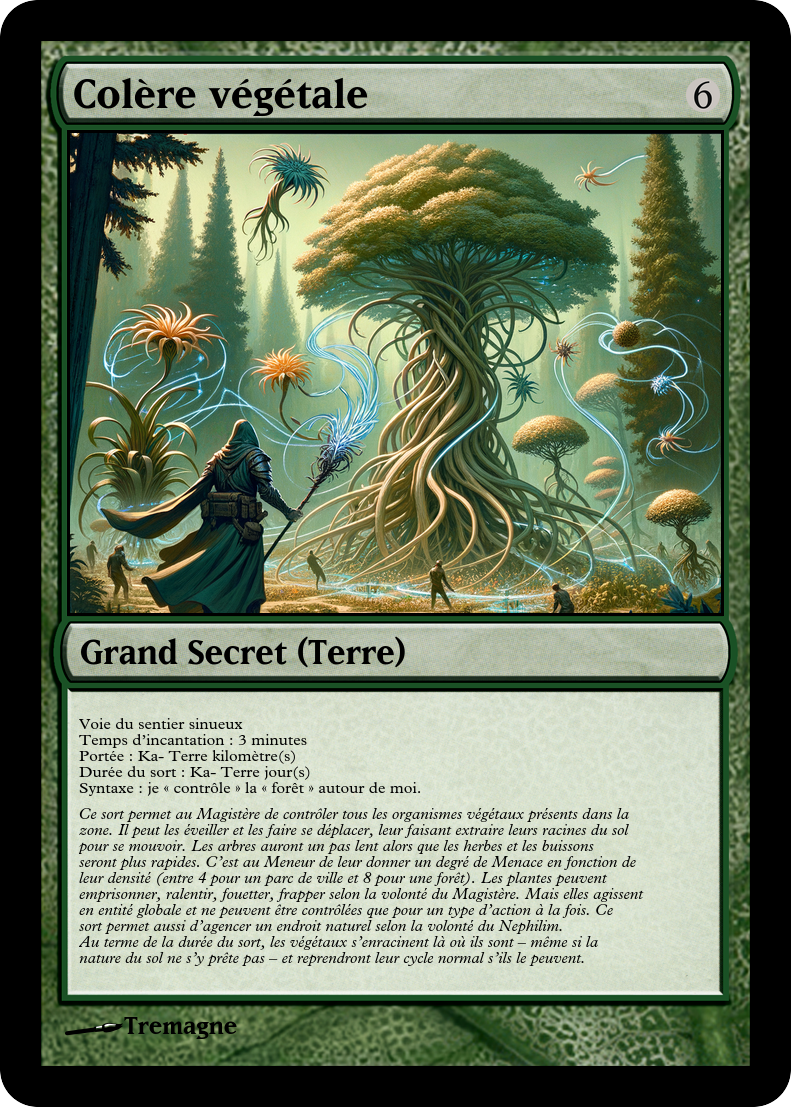 Colère végétale
6
Grand Secret (Terre)
Voie du sentier sinueux
Temps d'incantation : 3 minutes
Portée : Ka- Terre kilomètre(s)
Durée du sort : Ka- Terre jour(s)
Syntaxe : je « contrôle » la « forêt » autour de moi.
Ce sort permet au Magistère de contrôler tous les organismes végétaux présents dans la
zone. Il peut les éveiller et les faire se déplacer, leur faisant extraire leurs racines du sol
pour se mouvoir. Les arbres auront un pas lent alors que les herbes et les buissons
seront plus rapides. C'est au Meneur de leur donner un degré de Menace en fonction de
leur densité (entre 4 pour un parc de ville et 8 pour une forêt). Les plantes peuvent
emprisonner, ralentir, fouetter, frapper selon la volonté du Magistère. Mais elles agissent
en entité globale et ne peuvent être contrôlées que pour un type d'action à la fois. Ce
sort permet aussi d'agencer un endroit naturel selon la volonté du Nephilim.
Au terme de la durée du sort, les végétaux s'enracinent là où ils sont – même si la
nature du sol ne s'y prête pas – et reprendront leur cycle normal s'ils le peuvent.
Tremagne